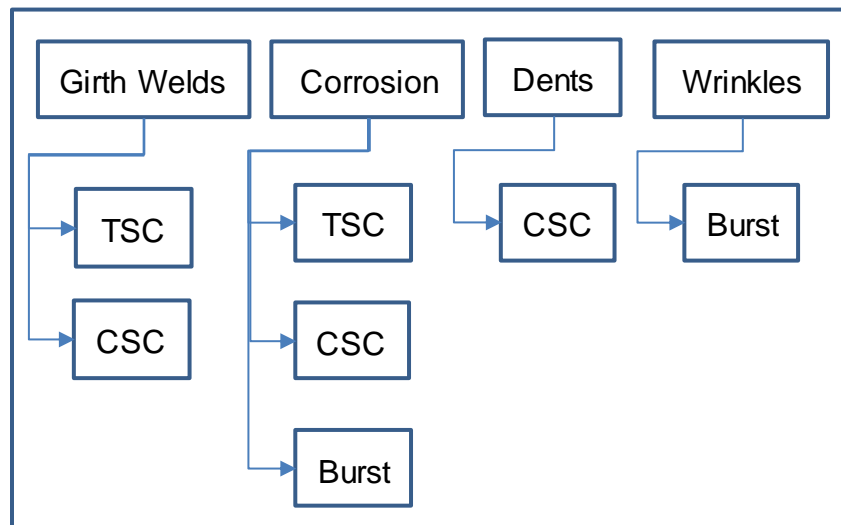 Girth Welds
Corrosion
Dents
Wrinkles
TSC
TSC
CSC
Burst
CSC
CSC
Burst